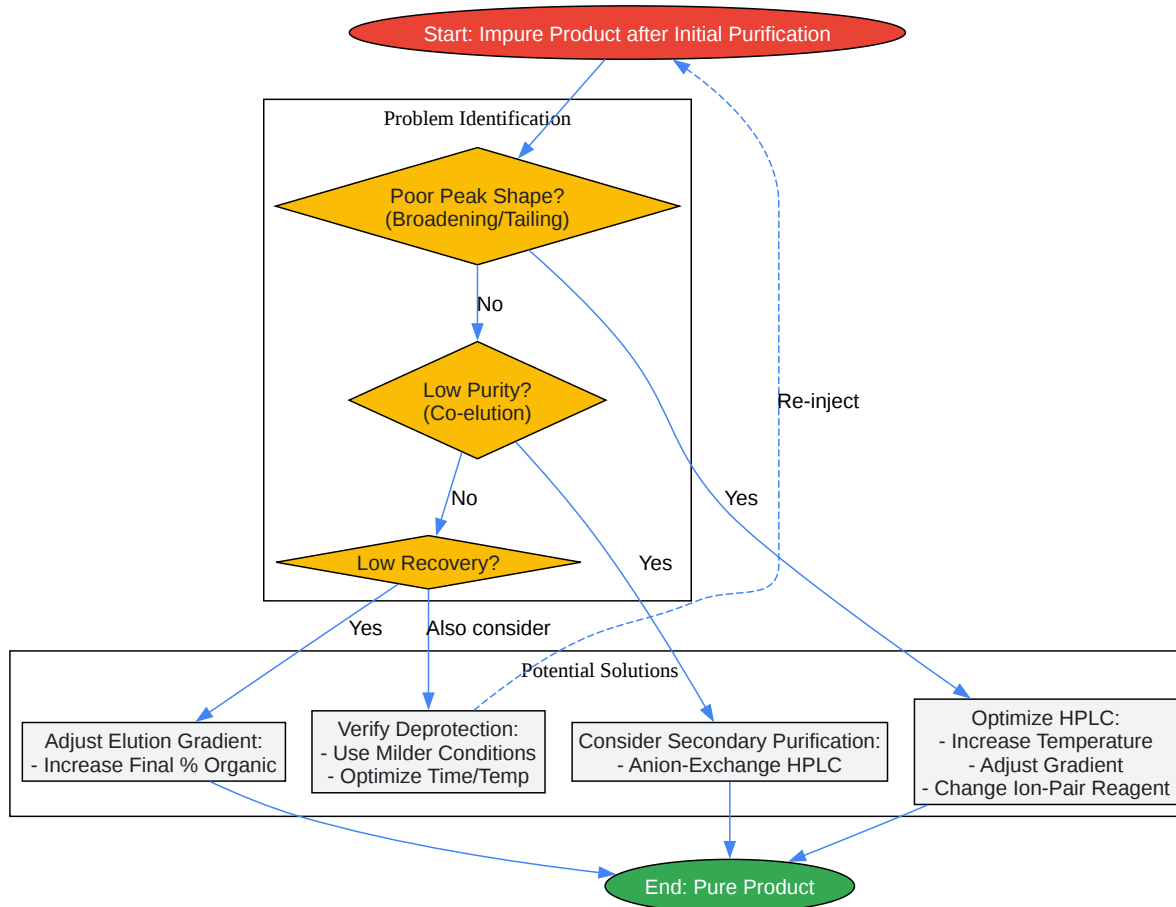 Start: Impure Product after Initial Purification
Problem Identification
Poor Peak Shape?
(Broadening/Tailing)
No
Low Purity?
(Co-elution)
Re-inject
No
Yes
Low Recovery?
Yes
Yes
Also consider
Potential Solutions
Adjust Elution Gradient:
- Increase Final % Organic
Verify Deprotection:
- Use Milder Conditions
- Optimize Time/Temp
Consider Secondary Purification:
- Anion-Exchange HPLC
Optimize HPLC:
- Increase Temperature
- Adjust Gradient
- Change Ion-Pair Reagent
End: Pure Product